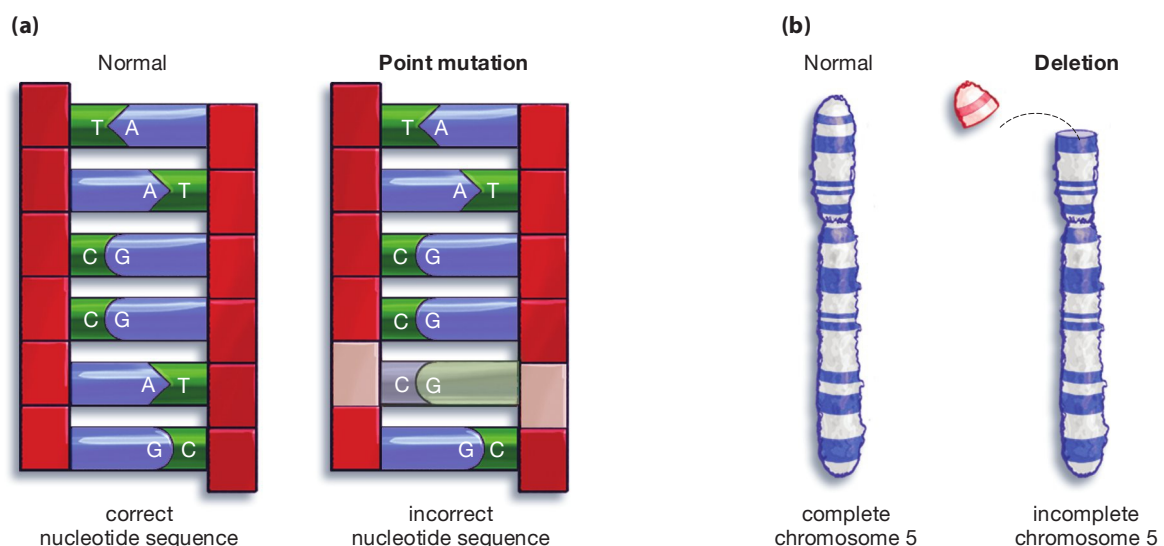 (a)
Normal
Point mutation
T A
T A
A T
A T
C G
C G
C G
C G
A T
C G
G C
G C
correct
nucleotide sequence
incorrect
nucleotide sequence
(b)
Normal
Deletion
complete
chromosome 5
incomplete
chromosome 5